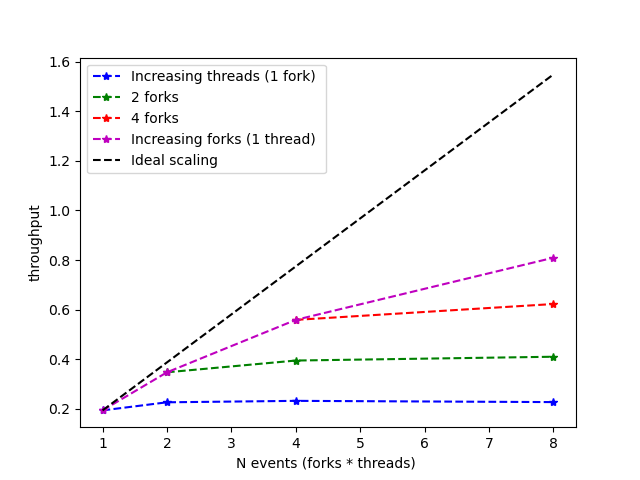 1.6
1.4
1.2
1.0
0.8
0.6
0.4
0.2
throughput
Increasing threads (1 fork)
2 forks
4 forks
Increasing forks (1 thread)
Ideal scaling
1 2 3 4 5 6 7 8
N events (forks * threads)